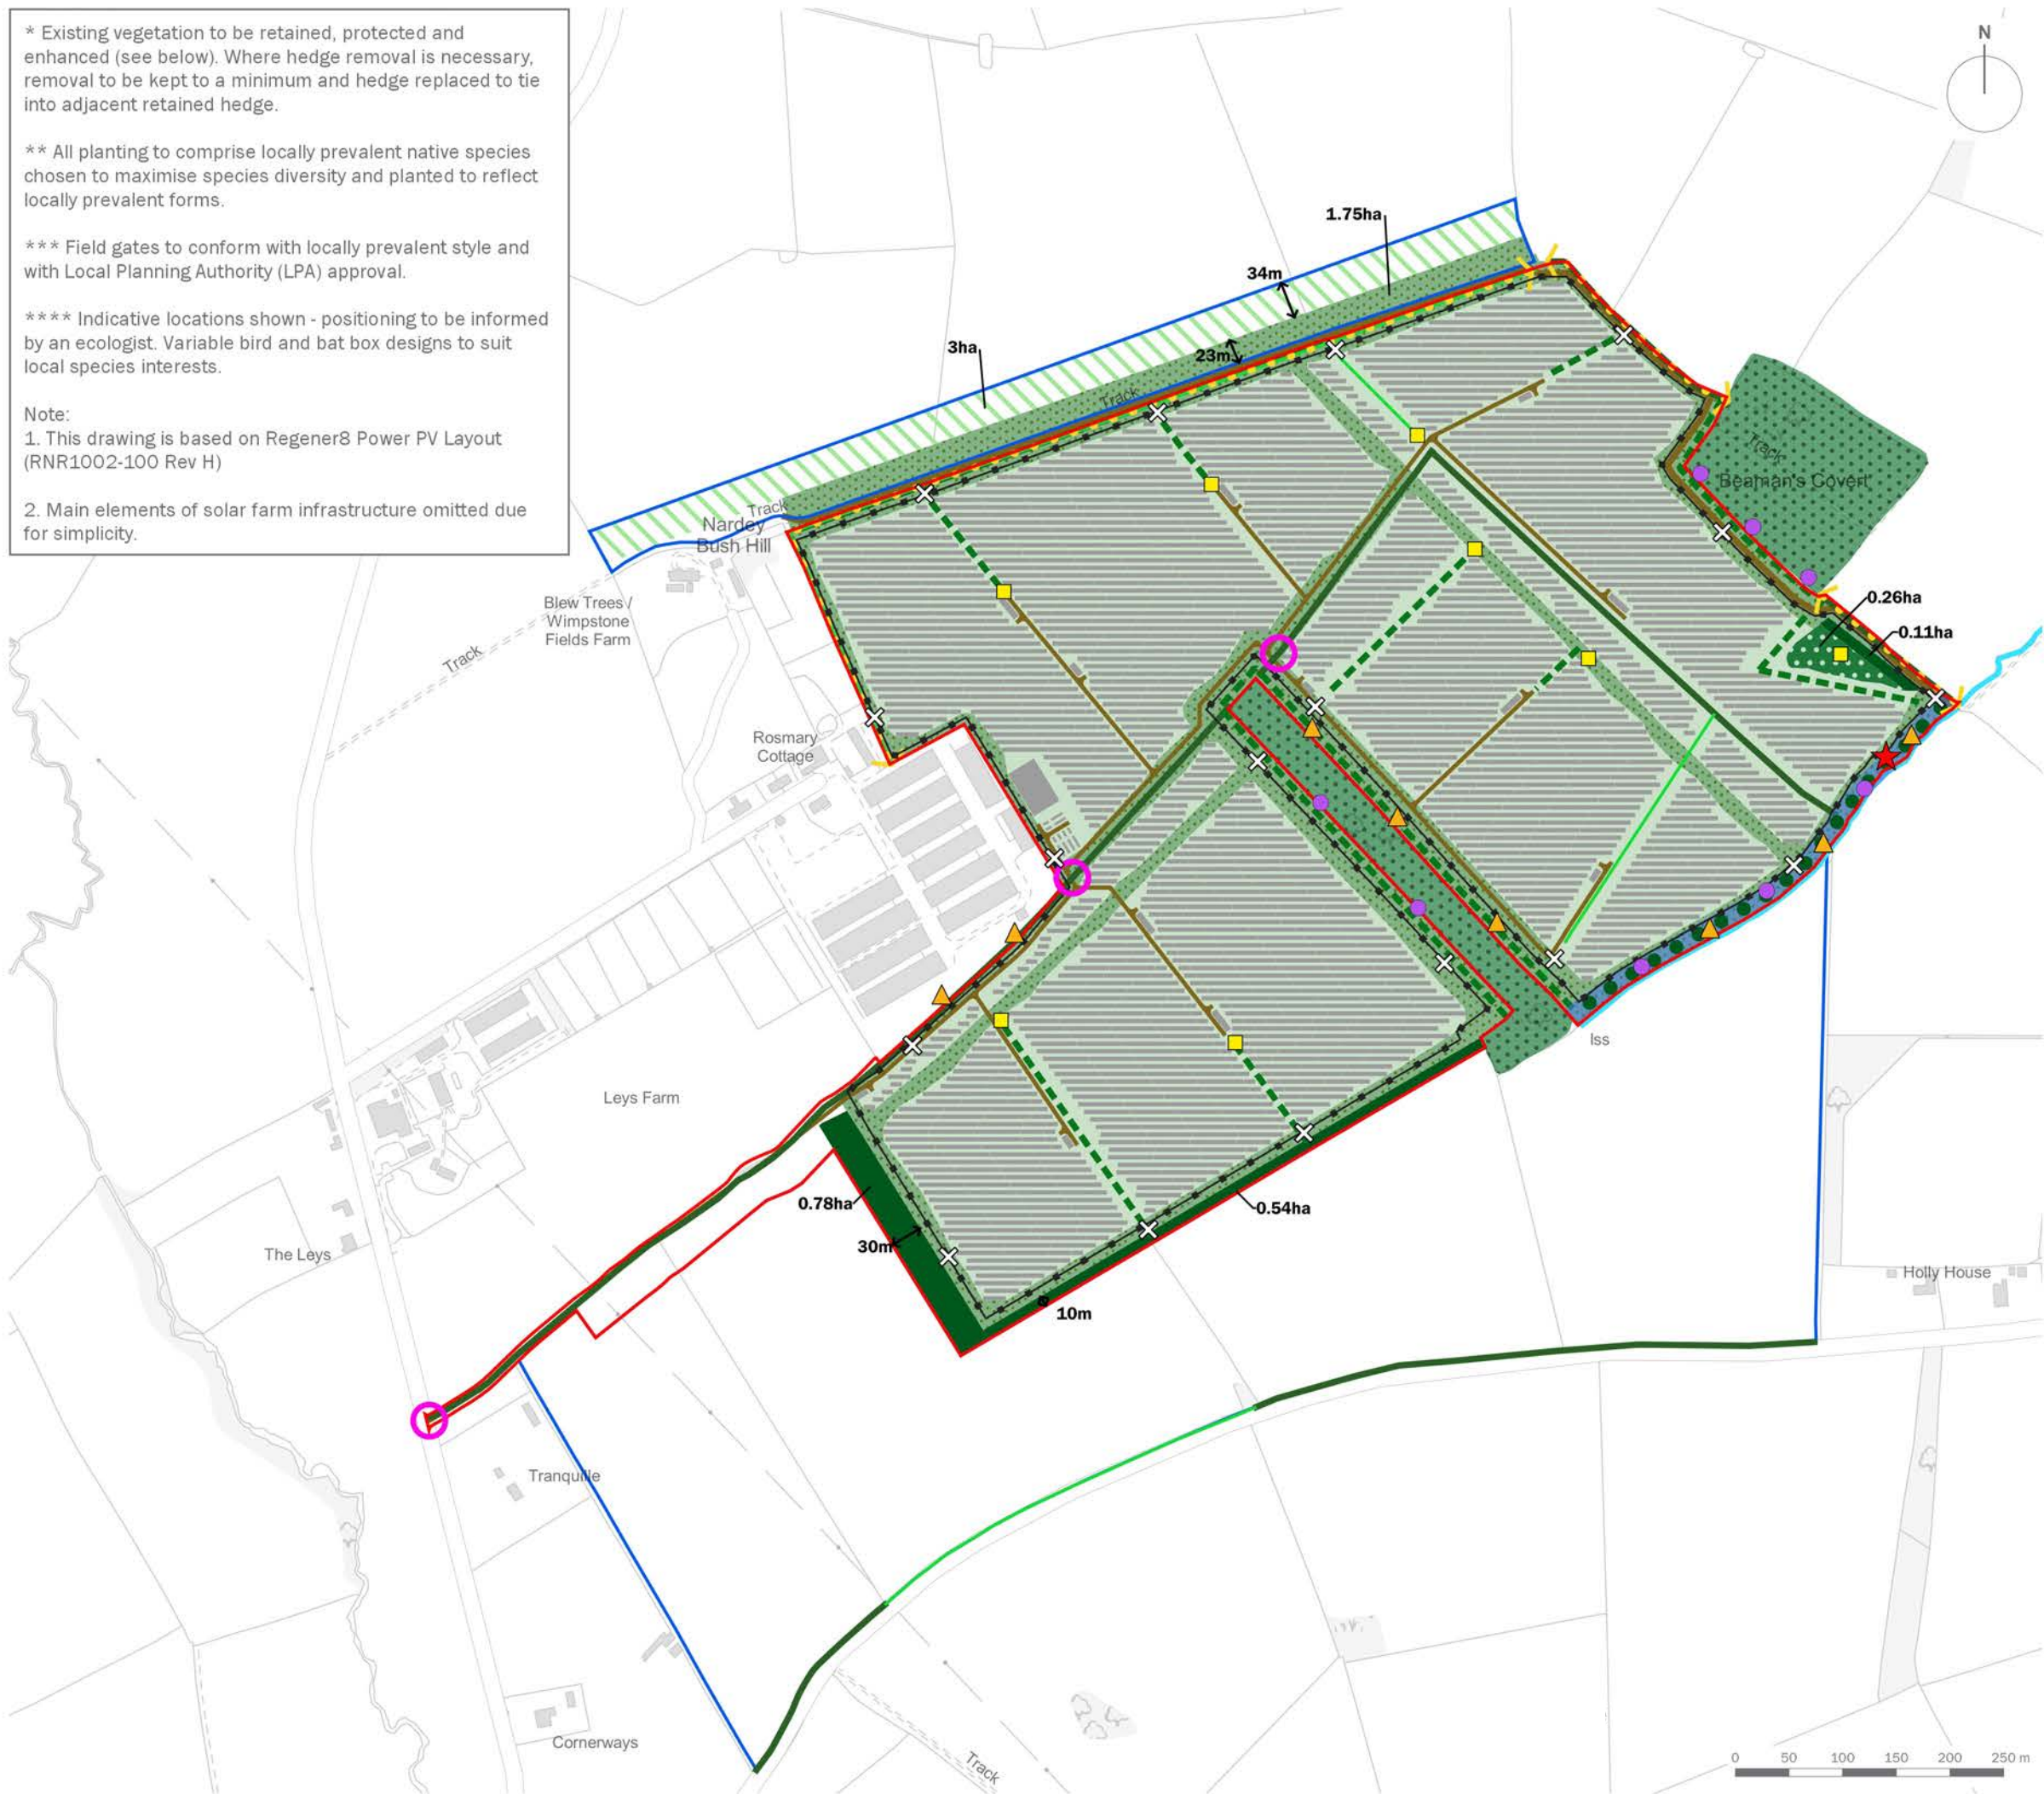 * Existing vegetation to be retained, protected and
enhanced (see below). Where hedge removal is necessary,
removal to be kept to a minimum and hedge replaced to tie
into adjacent retained hedge.
** All planting to comprise locally prevalent native species
chosen to maximise species diversity and planted to reflect
locally prevalent forms.
*** Field gates to conform with locally prevalent style and
with Local Planning Authority (LPA) approval.
**** Indicative locations shown - positioning to be informed
by an ecologist. Variable bird and bat box designs to suit
local species interests.
Note:
1. This drawing is based on Regener8 Power PV Layout
(RNR1002-100 Rev H)
2. Main elements of solar farm infrastructure omitted due
for simplicity.
N
1.75ha
34m
3ha
23m
Track
Track
Nardey
Bush Hill
Track
Beaman's Covert
Blew Trees /
Wimpstone
Fields Farm
Track
0.26ha
0.11ha
Rosmary
Cottage
Iss
Leys Farm
0.78ha
0.54ha
30m
The Leys
10m
Holly House
Tranquille
Cornerways
Track
0 50 100 150 200 250 m